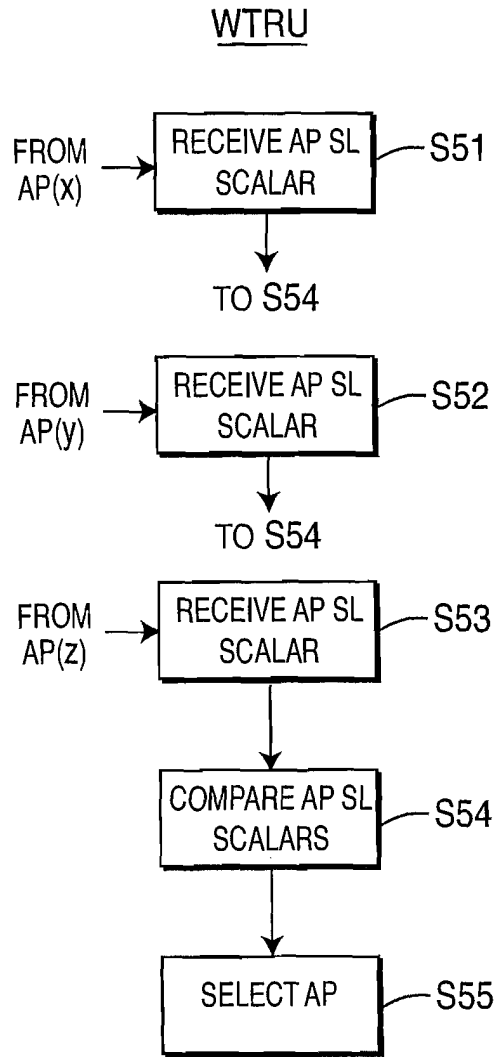 WTRU
FROM
AP(x)
RECEIVE AP SL
SCALAR
S51
TO S54
FROM
AP(y)
RECEIVE AP SL
SCALAR
S52
TO S54
FROM
AP(z)
RECEIVE AP SL
SCALAR
S53
COMPARE AP SL
SCALARS
S54
SELECT AP
S55